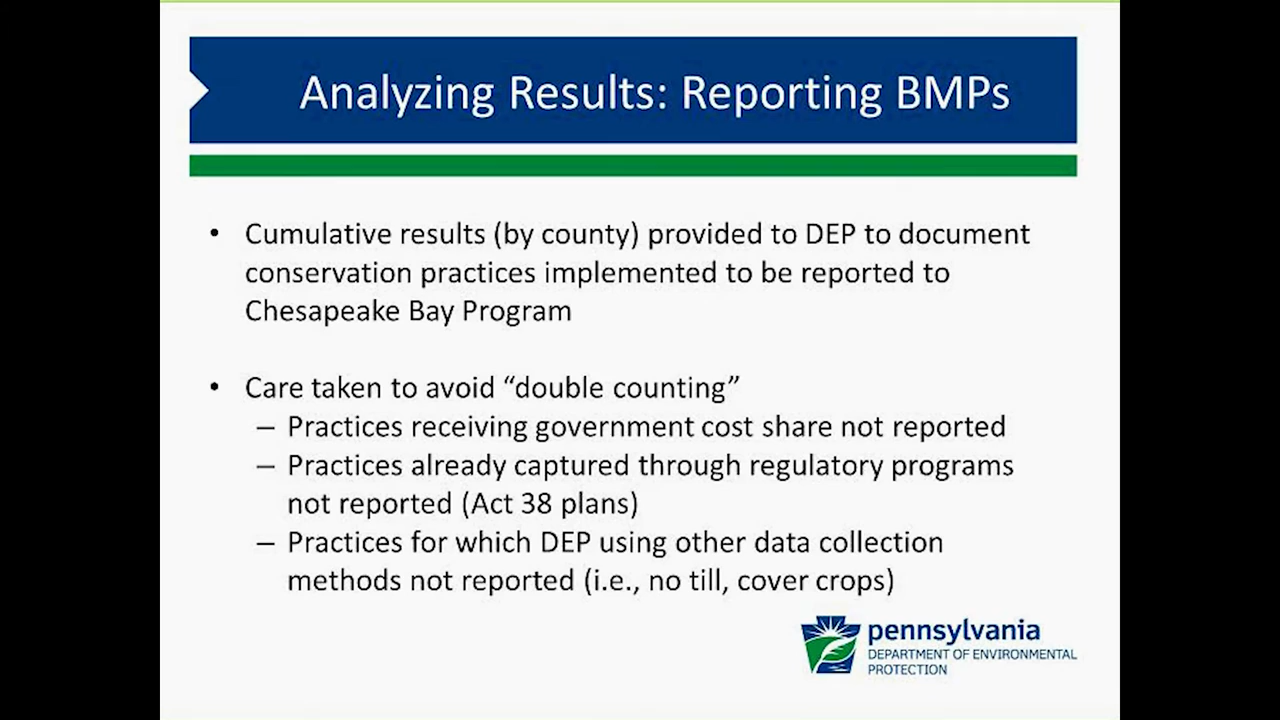 Analyzing Results: Reporting BMPs
• Cumulative results (by county) provided to DEP to document
conservation practices implemented to be reported to
Chesapeake Bay Program
• Care taken to avoid “double counting”
– Practices receiving government cost share not reported
– Practices already captured through regulatory programs
not reported (Act 38 plans)
– Practices for which DEP using other data collection
methods not reported (i.e., no till, cover crops)
pennsylvania
DEPARTMENT OF ENVIRONMENTAL
PROTECTION